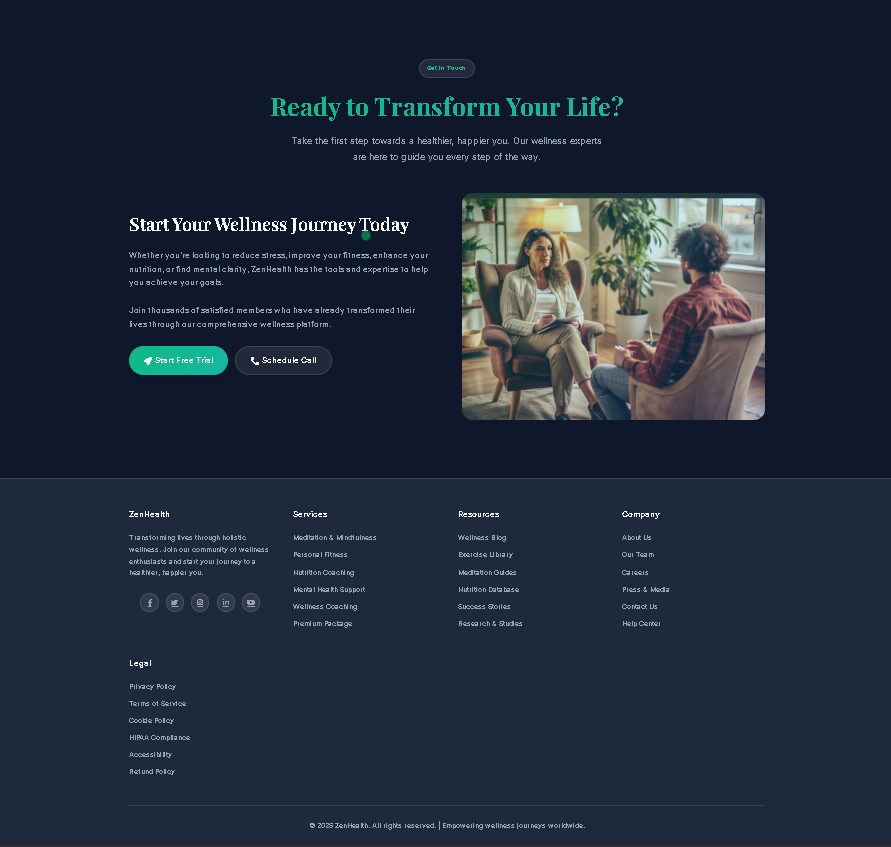 Get In Touch
Ready to Transform Your Life?
Take the first step towards a healthier, happier you. Our wellness experts
are here to guide you every step of the way.
Start Your Wellness Journey Today
Whether you're looking to reduce stress, improve your fitness, enhance your
nutrition, or find mental clarity, ZenHealth has the tools and expertise to help
you achieve your goals.
Join thousands of satisfied members who have already transformed their
lives through our comprehensive wellness platform.
Start Free Trial
Schedule Call
ZenHealth
Transforming lives through holistic
wellness. Join our community of wellness
enthusiasts and start your journey to a
healthier, happier you.
Services
Meditation & Mindfulness
Personal Fitness
Nutrition Coaching
Mental Health Support
Wellness Coaching
Premium Package
Resources
Wellness Blog
Exercise Library
Meditation Guides
Nutrition Database
Success Stories
Research & Studies
Company
About Us
Our Team
Careers
Press & Media
Contact Us
Help Center
Legal
Privacy Policy
Terms of Service
Cookie Policy
HIPAA Compliance
Accessibility
Refund Policy
© 2026 ZenHealth. All rights reserved. | Empowering wellness journeys worldwide.